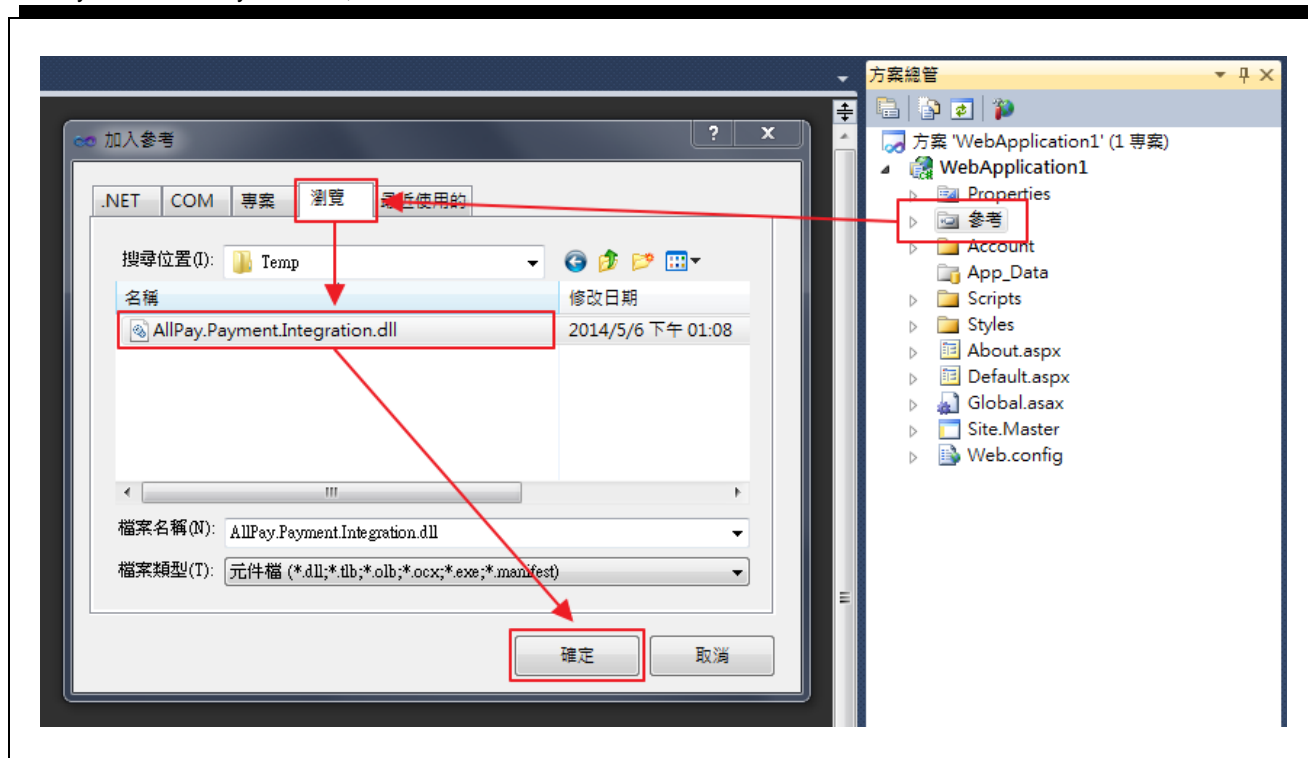 方案總管
加入參考
方案 'WebApplication1' (1 專案)
WebApplication1
Properties
參考
Account
App_Data
Scripts
Styles
About.aspx
Default.aspx
Global.asax
Site.Master
Web.config
.NET COM 專案 瀏覽 最近使用的
搜尋位置(I): Temp
名稱 修改日期
AllPay.Payment.Integration.dll 2014/5/6 下午 01:08
檔案名稱(N): AllPay.Payment.Integration.dll
檔案類型(T): 元件檔 (*.dll;*.tlb;*.olb;*.ocx;*.exe;*.manifest)
確定 取消